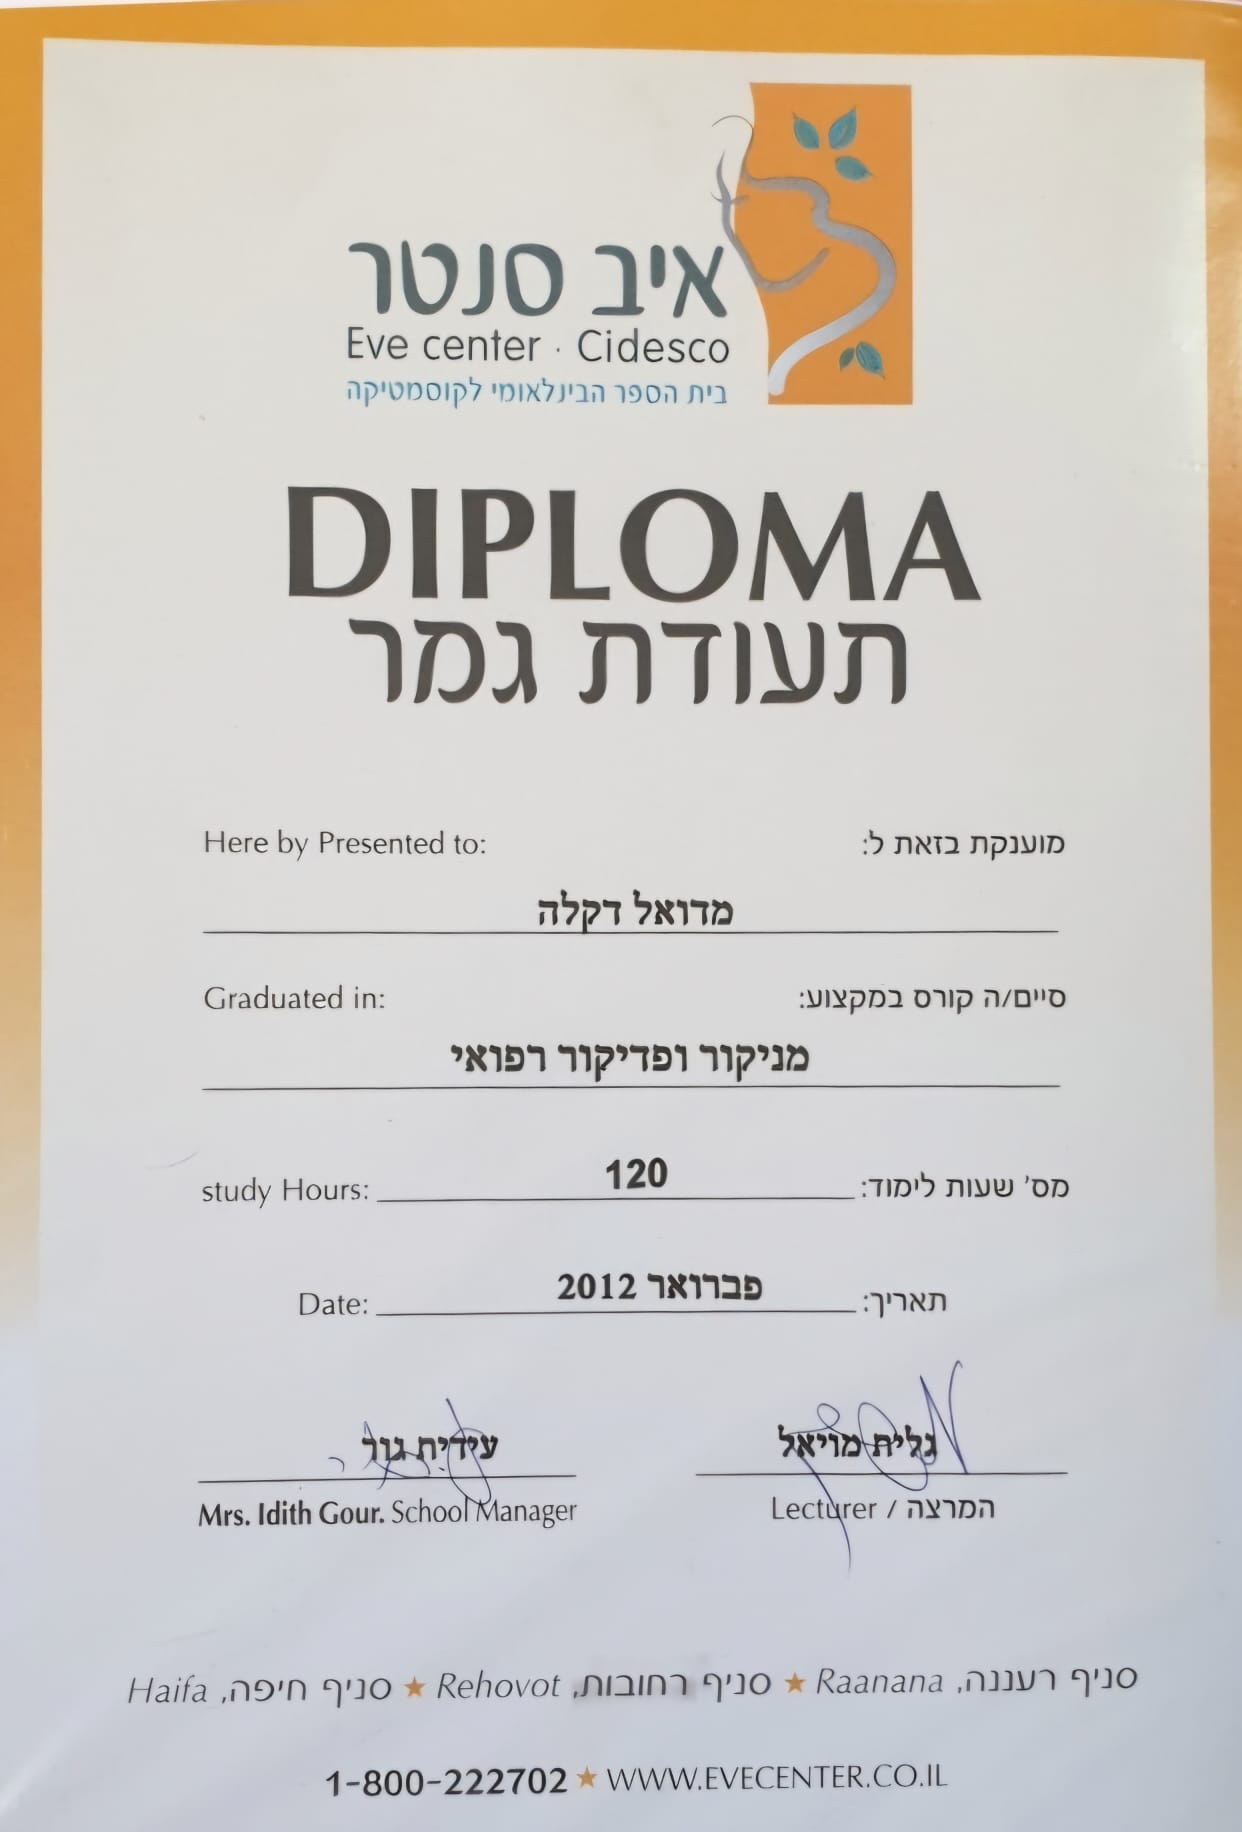 איב סנטר
Eve center · Cidesco
בית הספר הבינלאומי לקוסמטיקה
DIPLOMA
תעודת גמר
Here by Presented to: מוענקת בזאת ל:
מדואל דקלה
Graduated in: סיים/ה קורס במקצוע:
מניקור ופדיקור רפואי
study Hours: 120 מס' שעות לימוד:
Date: פברואר 2012 תאריך:
עידית גור גלית מויאל
Mrs. Idith Gour. School Manager Lecturer / המרצה
סניף רעננה, Raanana ★ סניף רחובות, Rehovot ★ סניף חיפה, Haifa
1-800-222702 ★ WWW.EVECENTER.CO.IL